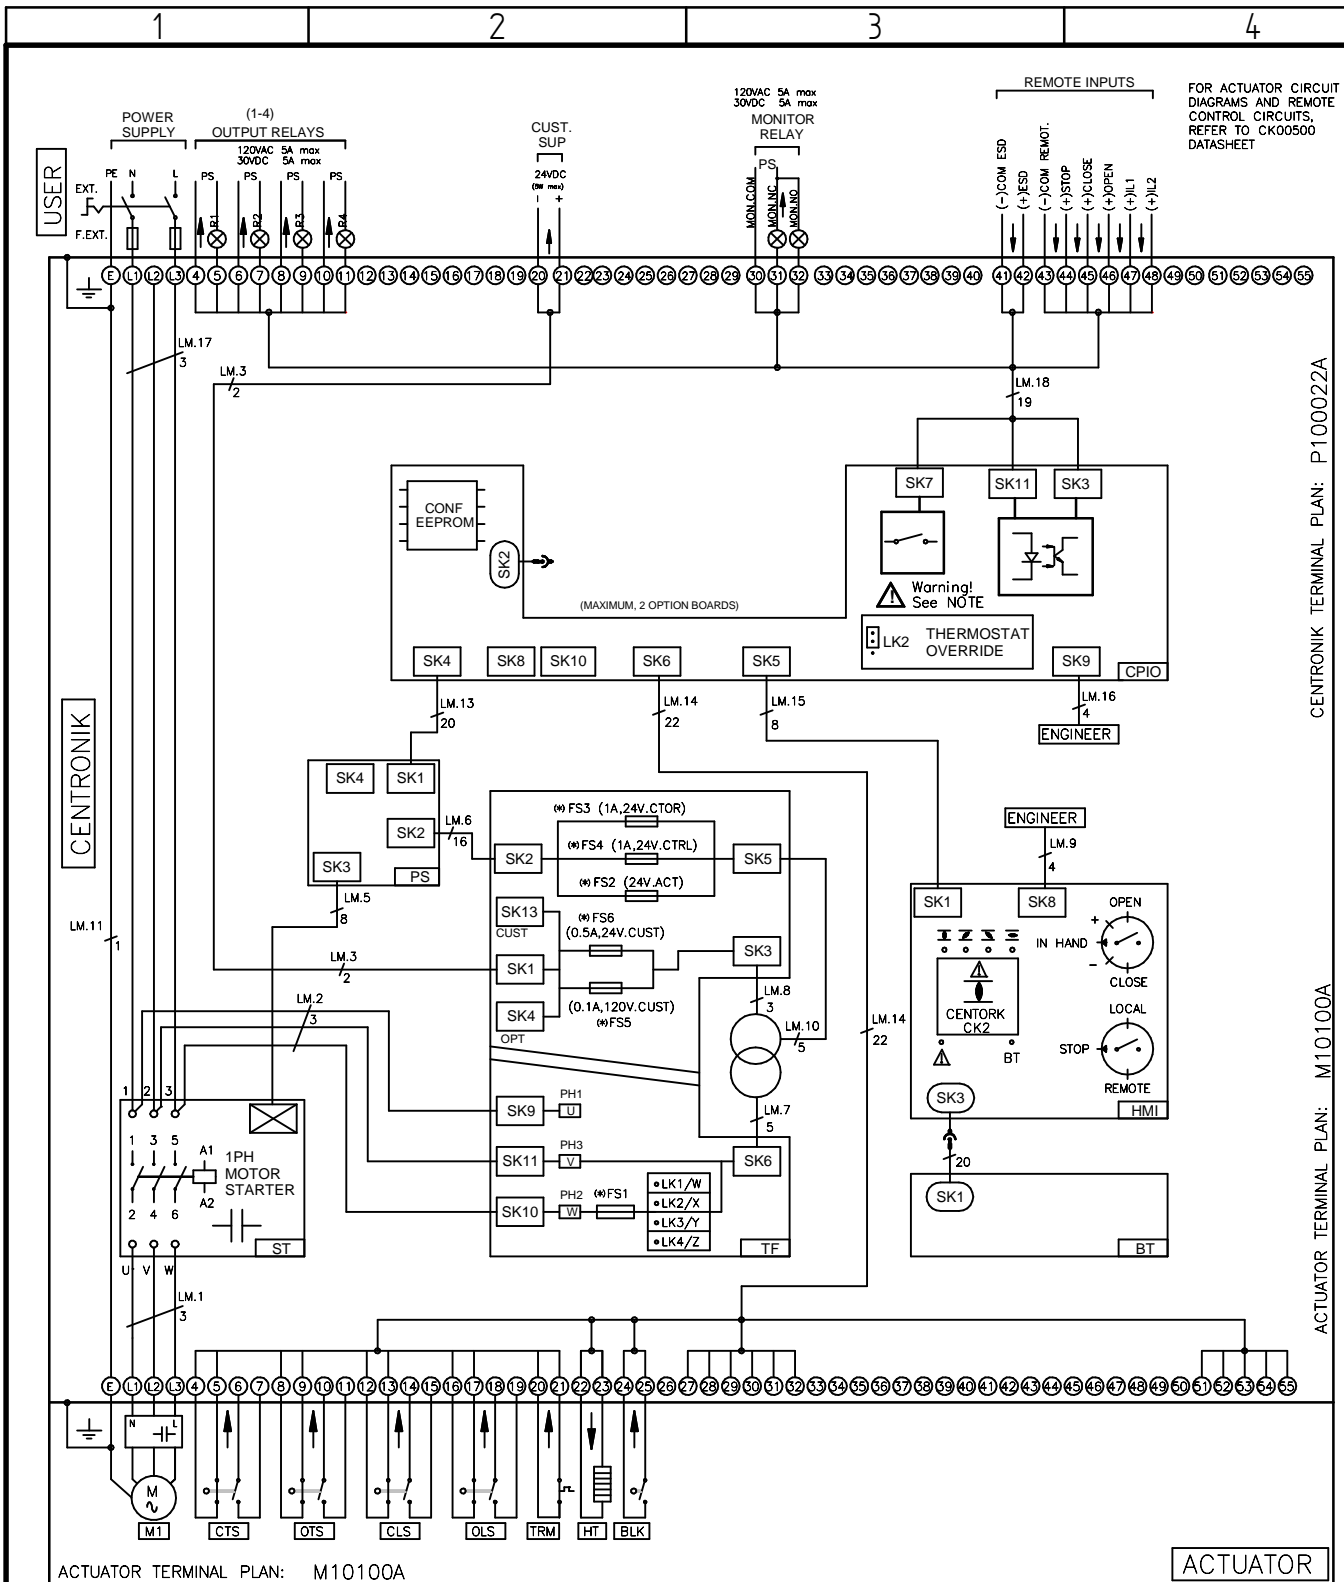 1 2 3 4
USER
POWER
SUPPLY
(1-4)
OUTPUT RELAYS
120VAC 5A max
30VDC 5A max
PE N L
EXT.
F.EXT.
PS PS PS PS
R1 R2 R3 R4
CUST.
SUP
24VDC
(5W max)
- +
120VAC 5A max
30VDC 5A max
MONITOR
RELAY
PS
MON.COM
MON.NC
MON.NO
REMOTE INPUTS
(-)COM ESD
(+)ESD
(-)COM REMOT.
(+)STOP
(+)CLOSE
(+)OPEN
(+)IL1
(+)IL2
FOR ACTUATOR CIRCUIT
DIAGRAMS AND REMOTE
CONTROL CIRCUITS,
REFER TO CK00500
DATASHEET
E L1 L2 L3 4 5 6 7 8 9 10 11 12 13 14 15 16 17 18 19 20 21 22 23 24 25 26 27 28 29 30 31 32 33 34 35 36 37 38 39 40 41 42 43 44 45 46 47 48 49 50 51 52 53 54 55
LM.17
3
LM.3
2
LM.18
19
CENTRONIK TERMINAL PLAN: P100022A
CONF
EEPROM
SK2
(MAXIMUM, 2 OPTION BOARDS)
SK7 SK11 SK3
Warning!
See NOTE
LK2 THERMOSTAT
OVERRIDE
SK4 SK8 SK10 SK6 SK5 SK9
CPIO
LM.13
20
LM.14
22
LM.15
8
LM.16
4
ENGINEER
CENTRONIK
SK4 SK1
SK2
SK3
PS
LM.6
16
LM.5
8
LM.11
1
LM.3
2
LM.2
3
(*)FS3 (1A,24V.CTOR)
(*)FS4 (1A,24V.CTRL)
(*)FS2 (24V.ACT)
SK2 SK5
SK13
CUST
(*)FS6
(0.5A,24V.CUST)
SK1 SK3
SK4
OPT
(0.1A,120V.CUST)
(*)FS5
LM.8
3
LM.10
5
LM.7
5
LM.14
22
SK9 PH1
U
SK11 PH3
V
SK6
SK10 PH2
W
(*)FS1
LK1/W
LK2/X
LK3/Y
LK4/Z
TF
ENGINEER
LM.9
4
SK1 SK8
OPEN
+
IN HAND
-
CLOSE
CENTORK
CK2
LOCAL
STOP
REMOTE
BT
SK3
HMI
20
SK1
BT
ACTUATOR TERMINAL PLAN: M10100A
1 2 3
1 3 5
A1
A2
1PH
MOTOR
STARTER
2 4 6
ST
U V W
LM.1
3
E L1 L2 L3 4 5 6 7 8 9 10 11 12 13 14 15 16 17 18 19 20 21 22 23 24 25 26 27 28 29 30 31 32 33 34 35 36 37 38 39 40 41 42 43 44 45 46 47 48 49 50 51 52 53 54 55
N L
M
M1 CTS OTS CLS OLS TRM HT BLK
ACTUATOR TERMINAL PLAN: M10100A
ACTUATOR